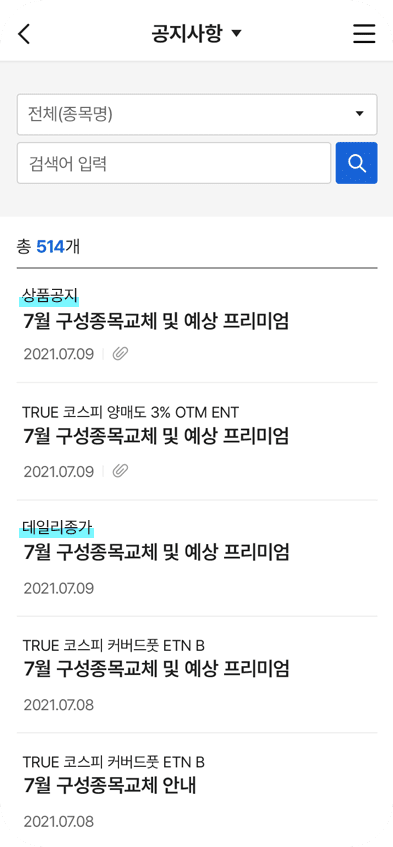 공지사항
전체(종목명)
검색어 입력
총 514개
상품공지
7월 구성종목교체 및 예상 프리미엄
2021.07.09
TRUE 코스피 양매도 3% OTM ENT
7월 구성종목교체 및 예상 프리미엄
2021.07.09
데일리종가
7월 구성종목교체 및 예상 프리미엄
2021.07.09
TRUE 코스피 커버드풋 ETN B
7월 구성종목교체 및 예상 프리미엄
2021.07.08
TRUE 코스피 커버드풋 ETN B
7월 구성종목교체 안내
2021.07.08